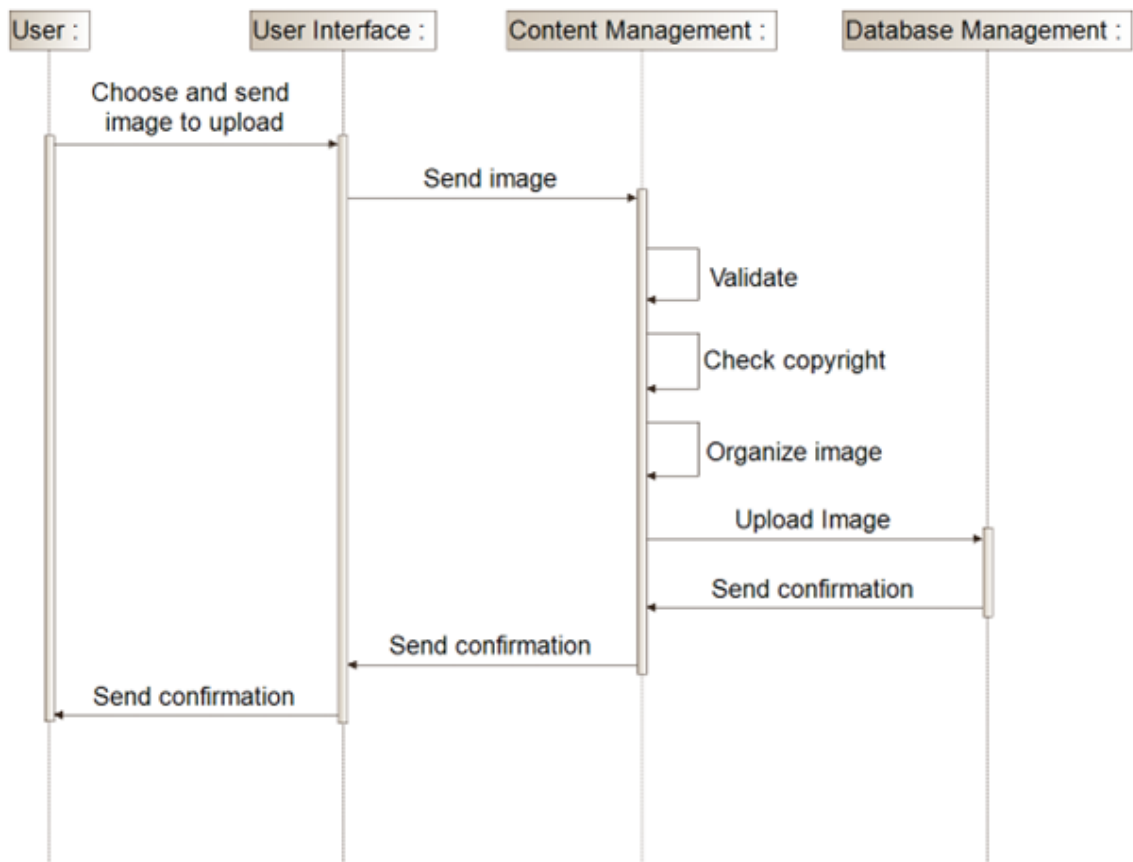 User :
User Interface :
Content Management :
Database Management :
Choose and send
image to upload
Send image
Validate
Check copyright
Organize image
Upload Image
Send confirmation
Send confirmation
Send confirmation